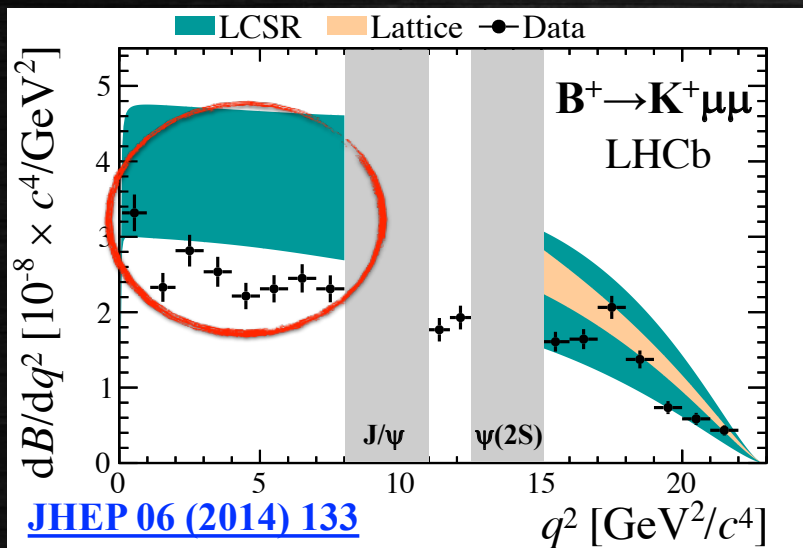 LCSR Lattice Data
B⁺→K⁺μμ
LHCb
dB/dq² [10⁻⁸ × c⁴/GeV²]
5
4
3
2
1
0
J/ψ ψ(2S)
0 5 10 15 20
q² [GeV²/c⁴]
JHEP 06 (2014) 133